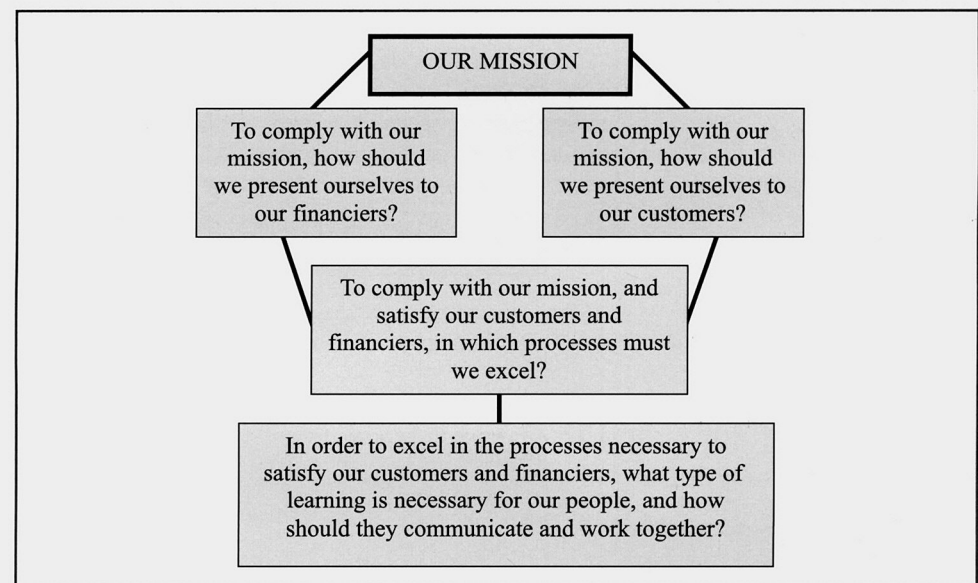 OUR MISSION
To comply with our
mission, how should
we present ourselves to
our financiers?
To comply with our
mission, how should
we present ourselves to
our customers?
To comply with our mission, and
satisfy our customers and
financiers, in which processes must
we excel?
In order to excel in the processes necessary to
satisfy our customers and financiers, what type of
learning is necessary for our people, and how
should they communicate and work together?